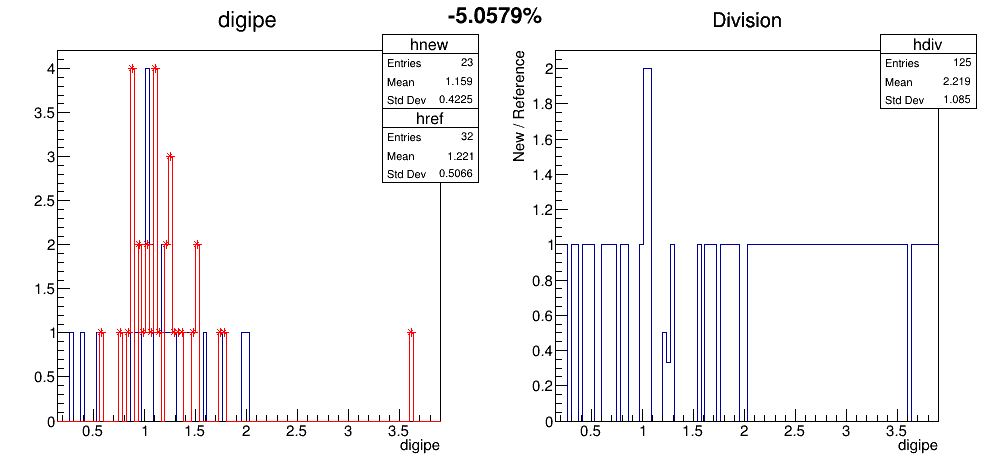 -5.0579%
digipe
hnew
Entries 23
Mean 1.159
Std Dev 0.4225
href
Entries 32
Mean 1.221
Std Dev 0.5066
4
3.5
3
2.5
2
1.5
1
0.5
0
0.5 1 1.5 2 2.5 3 3.5
digipe
Division
hdiv
Entries 125
Mean 2.219
Std Dev 1.085
New / Reference
2
1.8
1.6
1.4
1.2
1
0.8
0.6
0.4
0.2
0
0.5 1 1.5 2 2.5 3 3.5
digipe